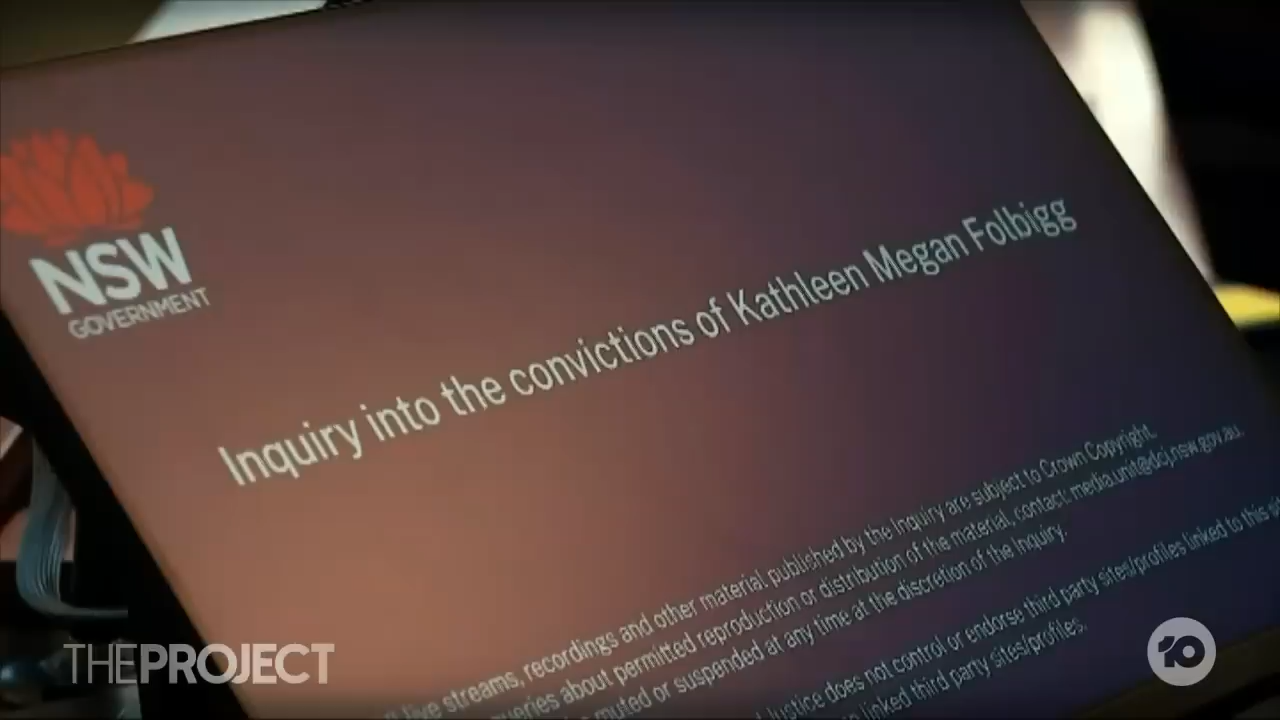 NSW
GOVERNMENT
Inquiry into the convictions of Kathleen Megan Folbigg
live streams, recordings and other material published by the Inquiry are subject to Crown Copyright.
queries about permitted reproduction or distribution of the material, contact: media.unit@dcj.nsw.gov.au.
muted or suspended at any time at the discretion of the Inquiry.
Justice does not control or endorse third party sites/profiles linked to this
linked third party sites/profiles.
THEPROJECT
10